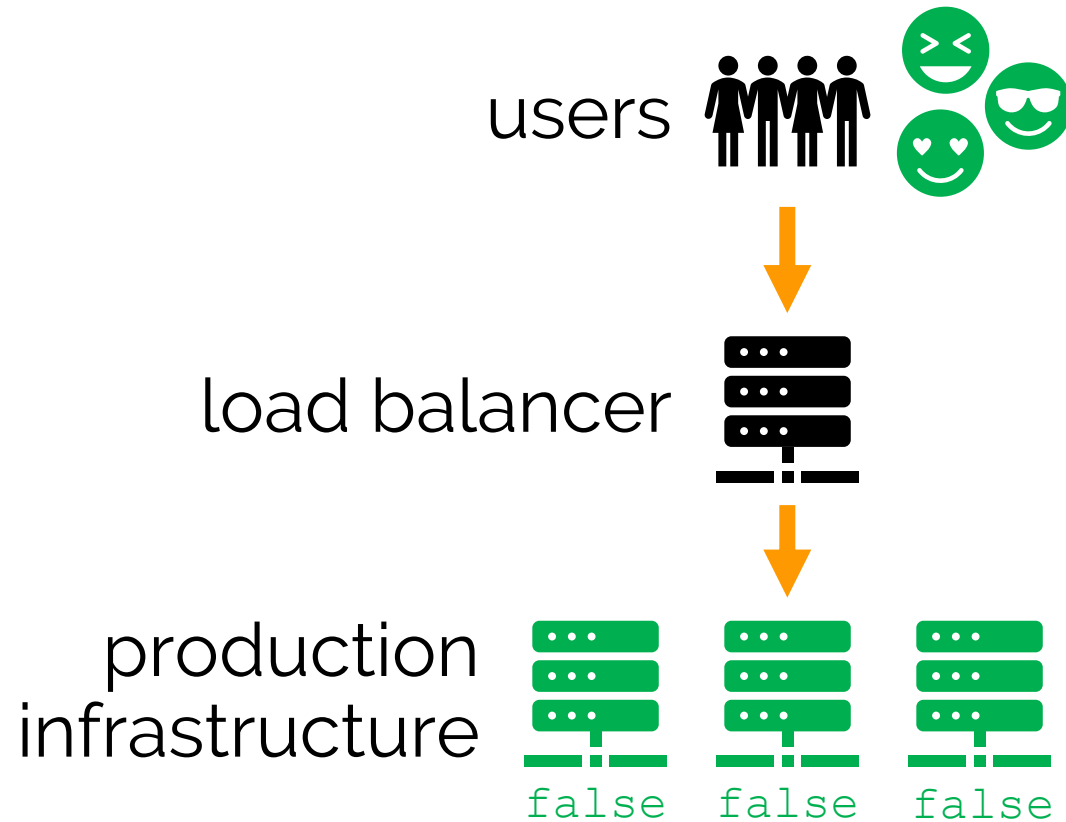 users
load balancer
production
infrastructure
false false false